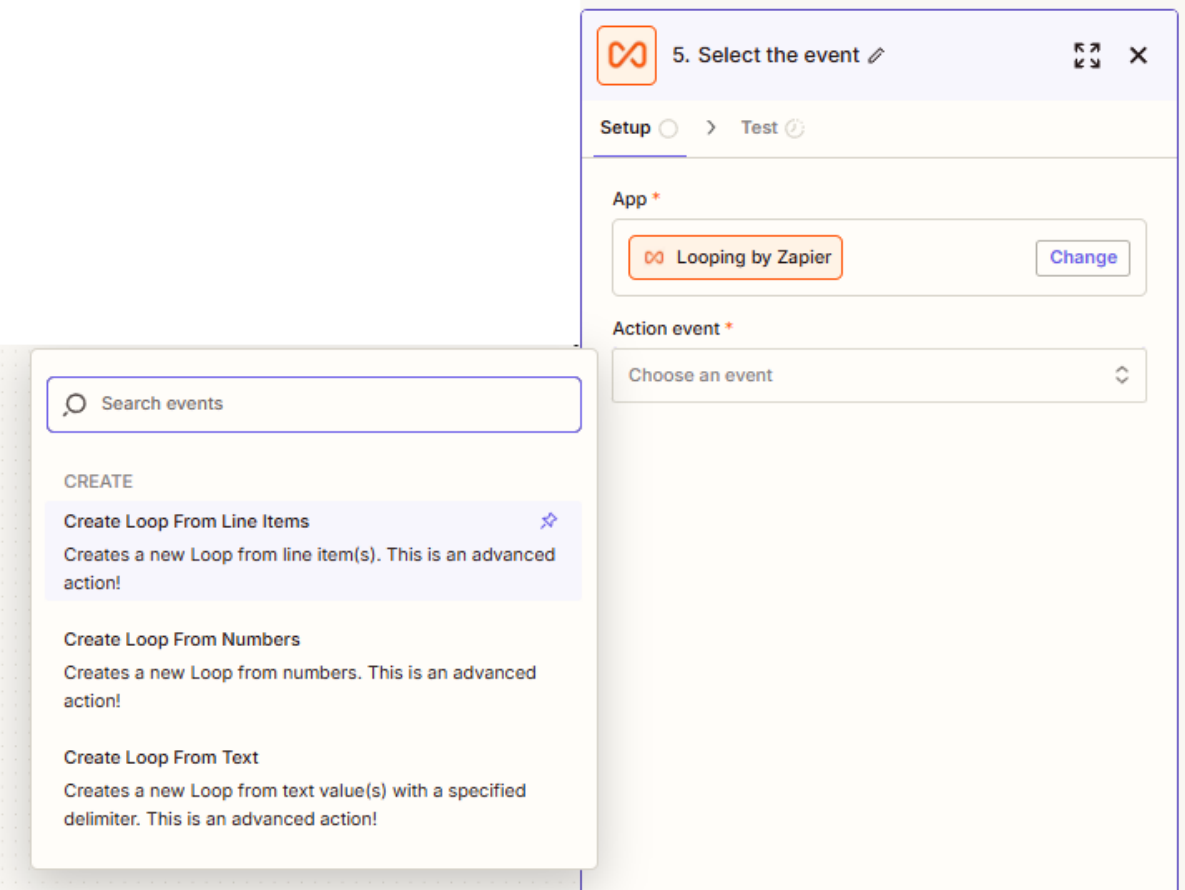 5. Select the event
Setup
Test
App *
Looping by Zapier
Change
Action event *
Choose an event
Search events
CREATE
Create Loop From Line Items
Creates a new Loop from line item(s). This is an advanced
action!
Create Loop From Numbers
Creates a new Loop from numbers. This is an advanced
action!
Create Loop From Text
Creates a new Loop from text value(s) with a specified
delimiter. This is an advanced action!